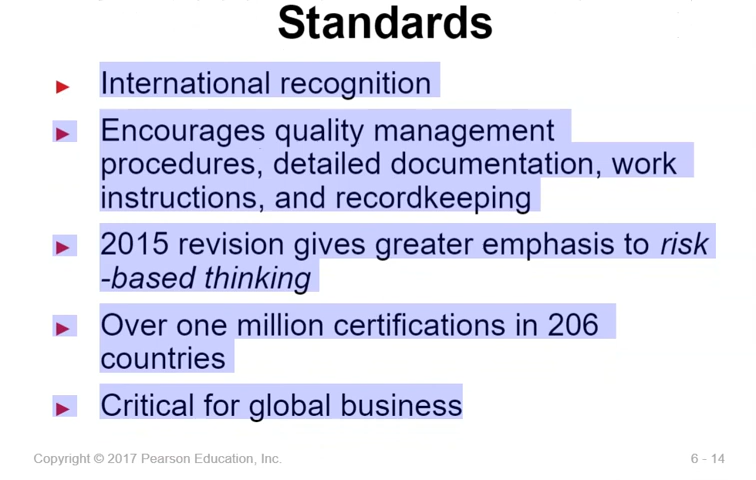 Standards
► International recognition
► Encourages quality management
procedures, detailed documentation, work
instructions, and recordkeeping
► 2015 revision gives greater emphasis to risk
-based thinking
► Over one million certifications in 206
countries
► Critical for global business
Copyright © 2017 Pearson Education, Inc. 6 - 14